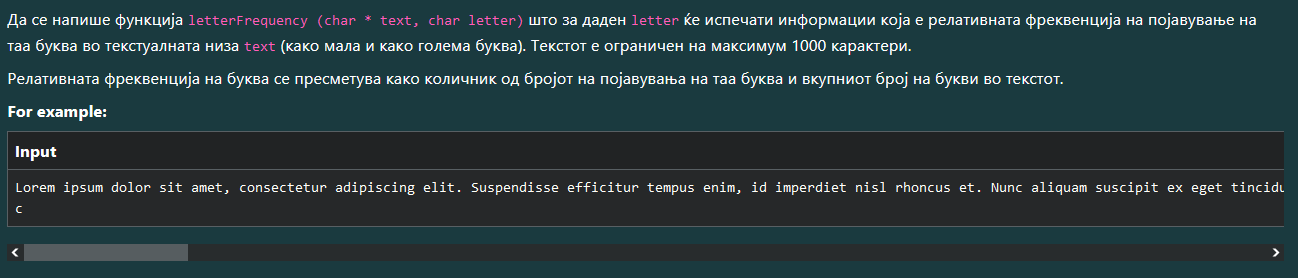 Да се напише функција letterFrequency (char * text, char letter) што за даден letter ќе испечати информации која е релативната фреквенција на појавување на
таа буква во текстуалната низа text (како мала и како голема буква). Текстот е ограничен на максимум 1000 карактери.
Релативната фреквенција на буква се пресметува како количник од бројот на појавувања на таа буква и вкупниот број на букви во текстот.
For example:
Input
Lorem ipsum dolor sit amet, consectetur adipiscing elit. Suspendisse efficitur tempus enim, id imperdiet nisl rhoncus et. Nunc aliquam suscipit ex eget tincidu
c